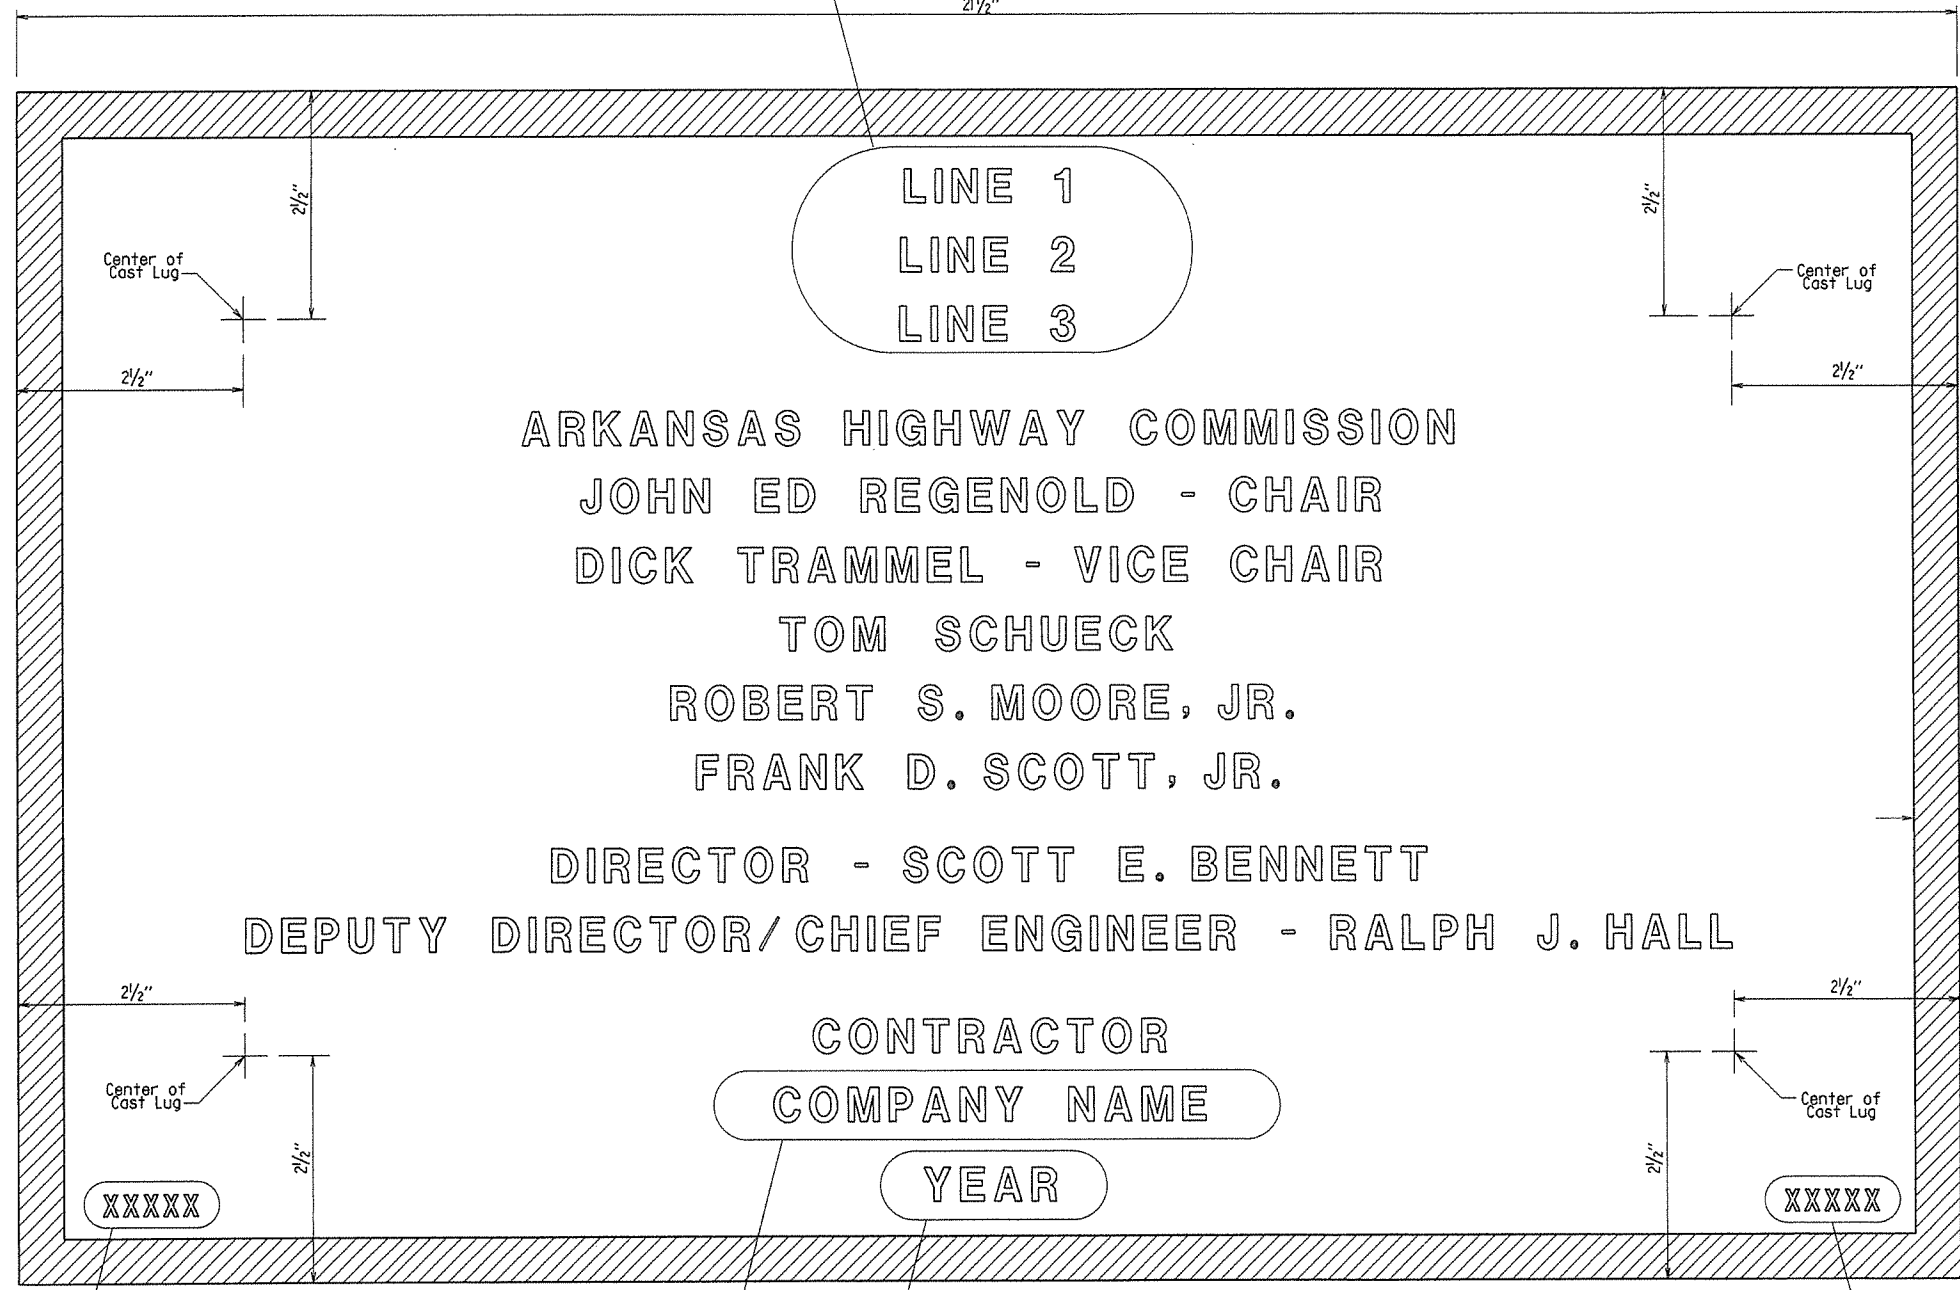 21½"
LINE 1
LINE 2
LINE 3
2½"
2½"
Center of
Cast Lug
Center of
Cast Lug
2½"
2½"
ARKANSAS HIGHWAY COMMISSION
JOHN ED REGENOLD - CHAIR
DICK TRAMMEL - VICE CHAIR
TOM SCHUECK
ROBERT S. MOORE, JR.
FRANK D. SCOTT, JR.
DIRECTOR - SCOTT E. BENNETT
DEPUTY DIRECTOR/CHIEF ENGINEER - RALPH J. HALL
2½"
2½"
CONTRACTOR
Center of
Cast Lug
COMPANY NAME
Center of
Cast Lug
2½"
2½"
YEAR
XXXXX
XXXXX